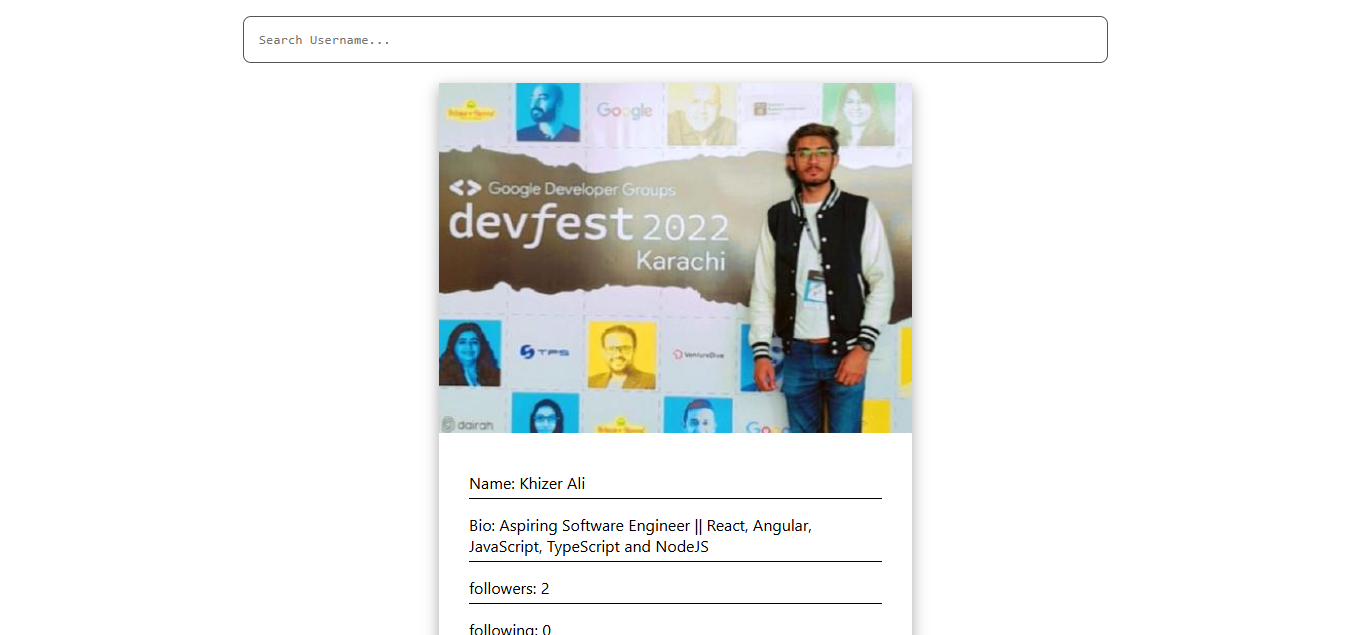 Search Username...
Google
<> Google Developer Groups
devfest 2022
Karachi
TPS
VentureDive
dairah
Goo
Name: Khizer Ali
Bio: Aspiring Software Engineer || React, Angular,
JavaScript, TypeScript and NodeJS
followers: 2
following: 0